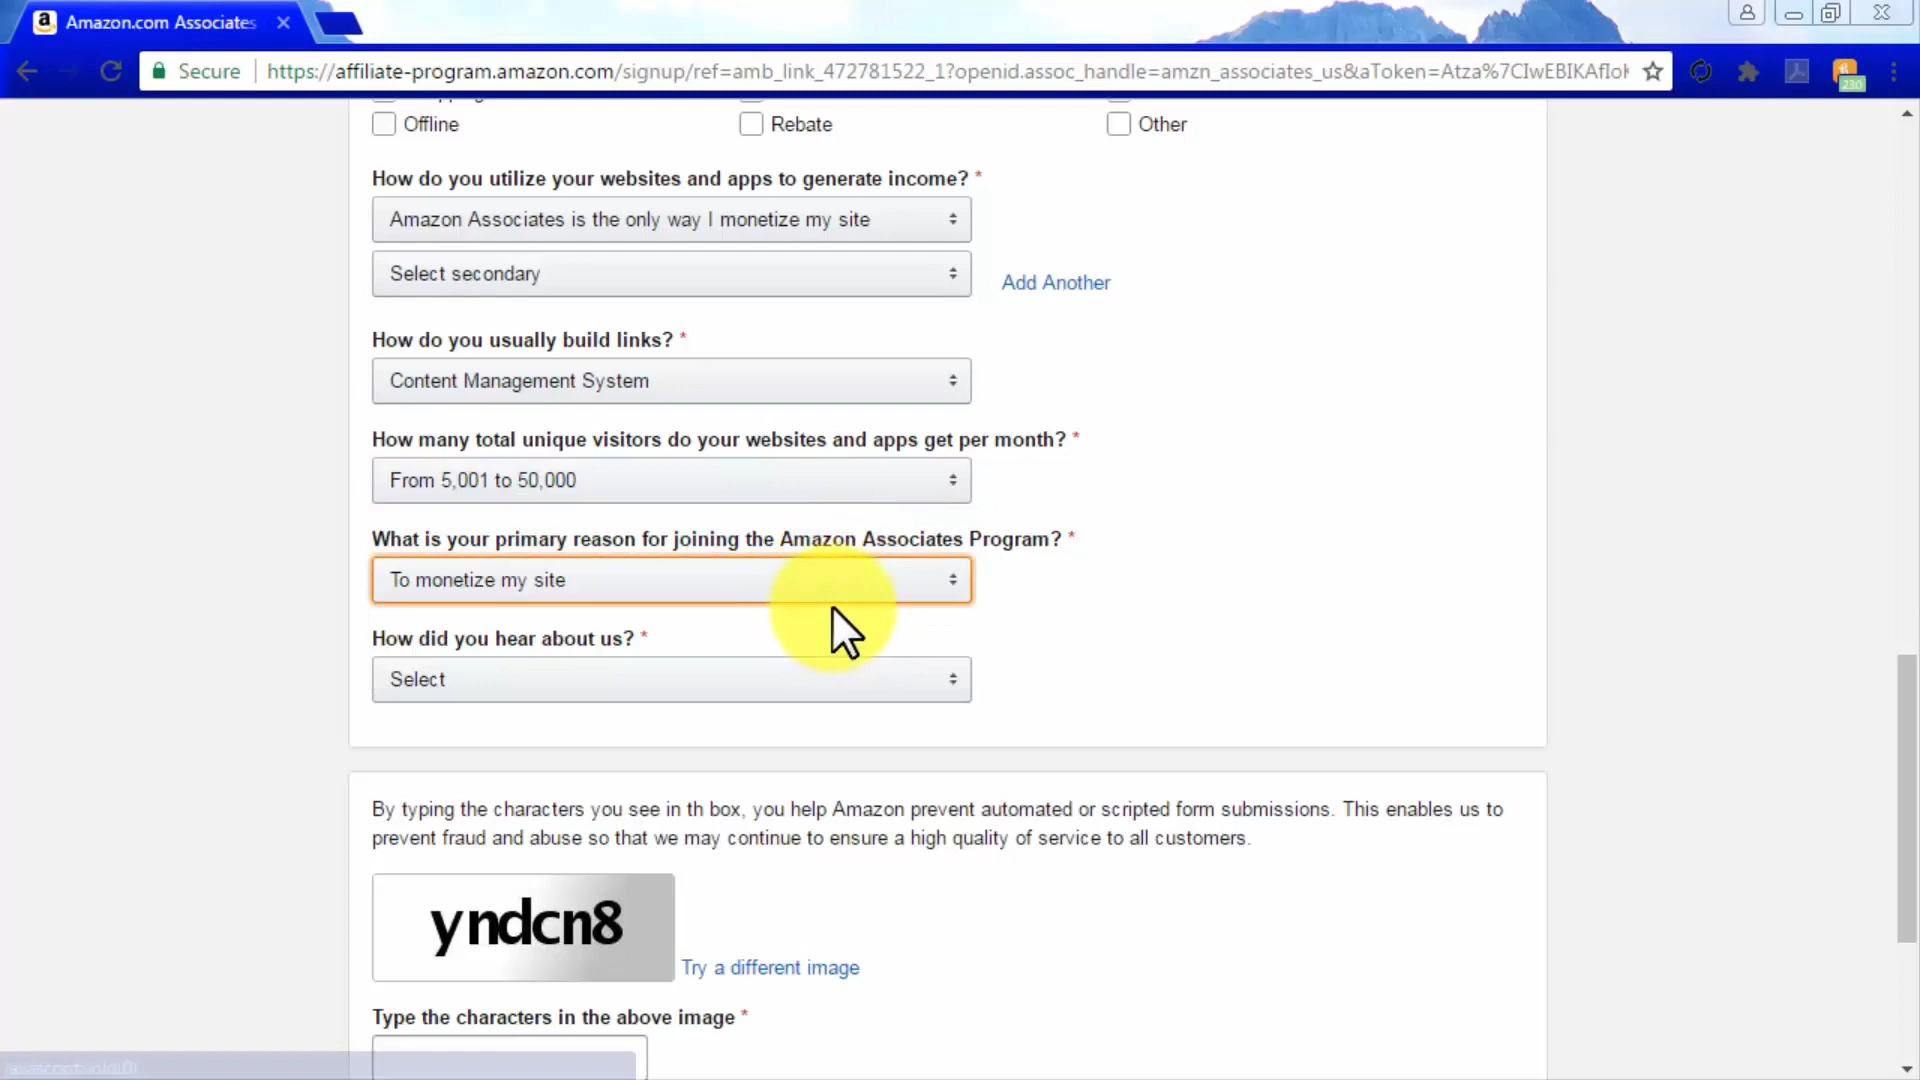 Amazon.com Associates
Secure
https://affiliate-program.amazon.com/signup/ref=amb_link_472781522_1?openid.assoc_handle=amzn_associates_us&aToken=Atza%7CIwEBIKAfIoK
230
Offline
Rebate
Other
How do you utilize your websites and apps to generate income? *
Amazon Associates is the only way I monetize my site
Select secondary
Add Another
How do you usually build links? *
Content Management System
How many total unique visitors do your websites and apps get per month? *
From 5,001 to 50,000
What is your primary reason for joining the Amazon Associates Program? *
To monetize my site
How did you hear about us? *
Select
By typing the characters you see in th box, you help Amazon prevent automated or scripted form submissions. This enables us to
prevent fraud and abuse so that we may continue to ensure a high quality of service to all customers.
yndcn8
Try a different image
Type the characters in the above image *